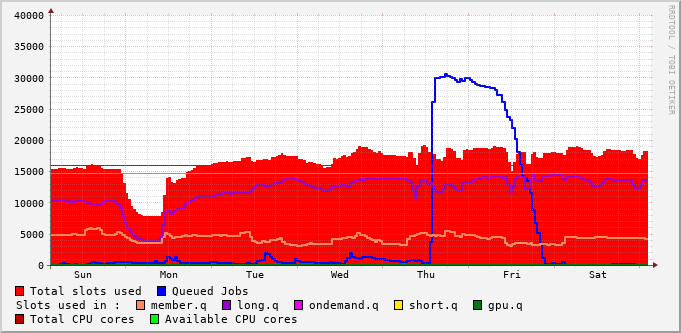 40000
35000
30000
25000
20000
15000
10000
5000
0
Sun Mon Tue Wed Thu Fri Sat
RRDTOOL / TOBI OETIKER
Total slots used Queued Jobs
Slots used in : member.q long.q ondemand.q short.q gpu.q
Total CPU cores Available CPU cores